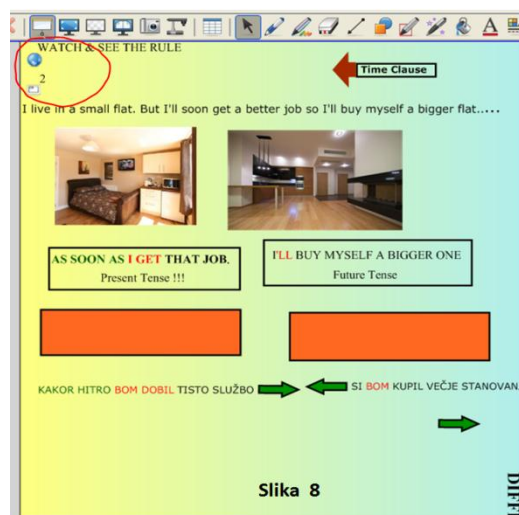 WATCH & SEE THE RULE
2
Time Clause
I live in a small flat. But I'll soon get a better job so I'll buy myself a bigger flat.....
AS SOON AS I GET THAT JOB.
Present Tense !!!
I'LL BUY MYSELF A BIGGER ONE
Future Tense
KAKOR HITRO BOM DOBIL TISTO SLUŽBO
SI BOM KUPIL VEČJE STANOVAN
Slika 8
DIFF